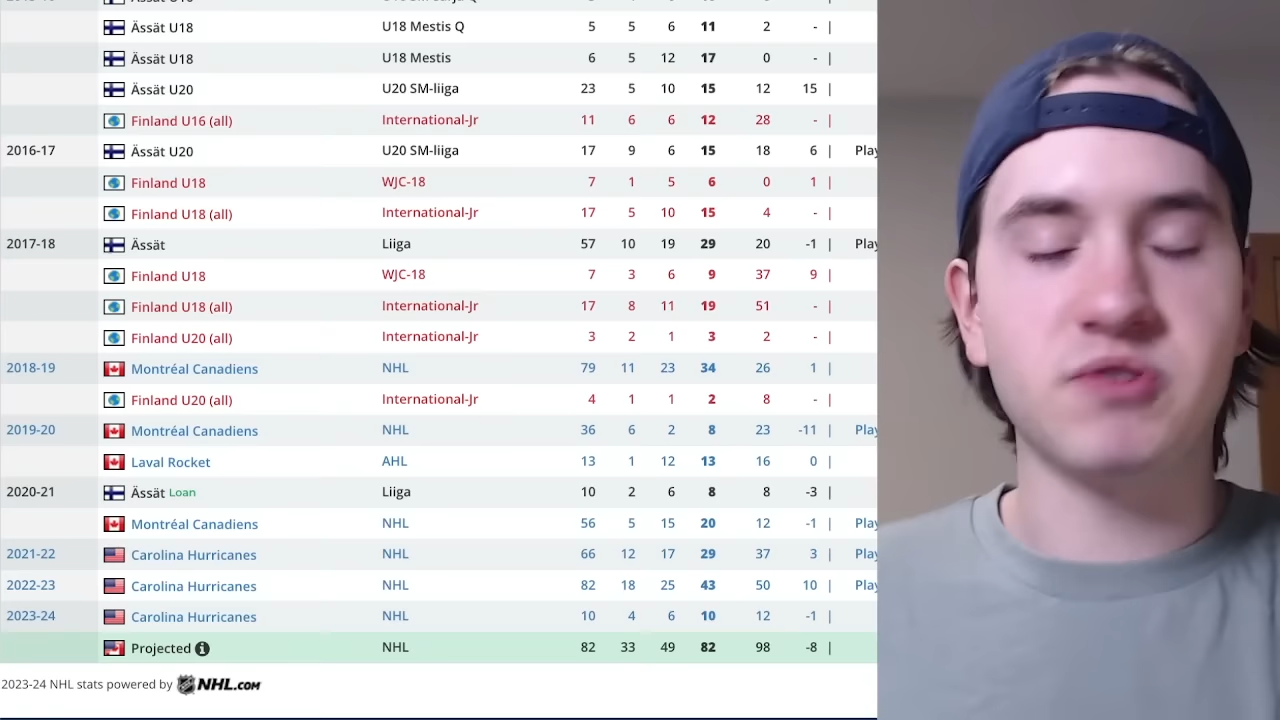 Ässät U18 U18 Mestis Q 5 5 6 11 2 - |
Ässät U18 U18 Mestis 6 5 12 17 0 - |
Ässät U20 U20 SM-liiga 23 5 10 15 12 15 |
Finland U16 (all) International-Jr 11 6 6 12 28 - |
2016-17 Ässät U20 U20 SM-liiga 17 9 6 15 18 6 | Play
Finland U18 WJC-18 7 1 5 6 0 1 |
Finland U18 (all) International-Jr 17 5 10 15 4 - |
2017-18 Ässät Liiga 57 10 19 29 20 -1 | Play
Finland U18 WJC-18 7 3 6 9 37 9 |
Finland U18 (all) International-Jr 17 8 11 19 51 - |
Finland U20 (all) International-Jr 3 2 1 3 2 - |
2018-19 Montréal Canadiens NHL 79 11 23 34 26 1 |
Finland U20 (all) International-Jr 4 1 1 2 8 - |
2019-20 Montréal Canadiens NHL 36 6 2 8 23 -11 | Play
Laval Rocket AHL 13 1 12 13 16 0 |
2020-21 Ässät Loan Liiga 10 2 6 8 8 -3 |
Montréal Canadiens NHL 56 5 15 20 12 -1 | Play
2021-22 Carolina Hurricanes NHL 66 12 17 29 37 3 | Play
2022-23 Carolina Hurricanes NHL 82 18 25 43 50 10 | Play
2023-24 Carolina Hurricanes NHL 10 4 6 10 12 -1 |
Projected NHL 82 33 49 82 98 -8 |
2023-24 NHL stats powered by NHL.COM